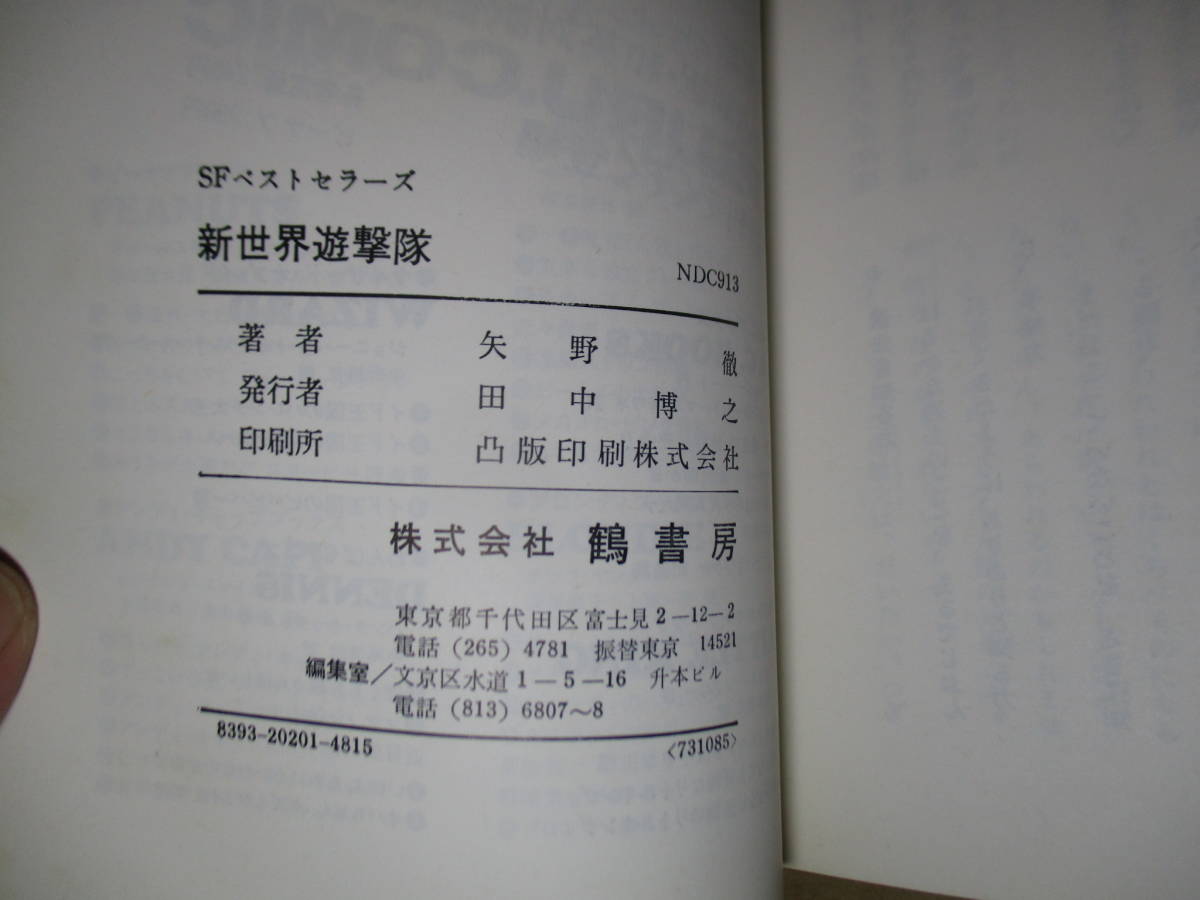 SFベストセラーズ
新世界遊撃隊
NDC913
著者 矢野徹
発行者 田中博之
印刷所 凸版印刷株式会社
株式会社 鶴書房
東京都千代田区富士見2-12-2
電話 (265) 4781 振替東京 14521
編集室/文京区水道1-5-16 升本ビル
電話 (813) 6807〜8
8393-20201-4815
〈731085〉